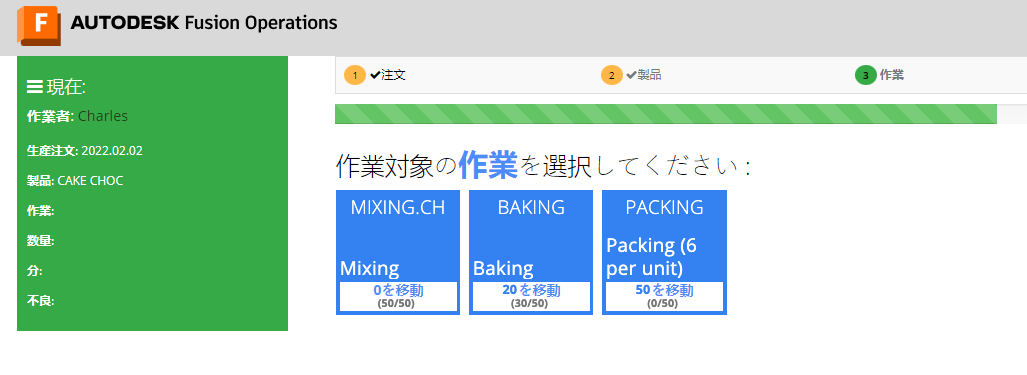 F AUTODESK Fusion Operations
現在:
作業者: Charles
生産注文: 2022.02.02
製品: CAKE CHOC
作業:
数量:
分:
不良:
1 注文
2 製品
3 作業
作業対象の作業を選択してください :
MIXING.CH
Mixing
0を移動
(50/50)
BAKING
Baking
20を移動
(30/50)
PACKING
Packing (6
per unit)
50を移動
(0/50)